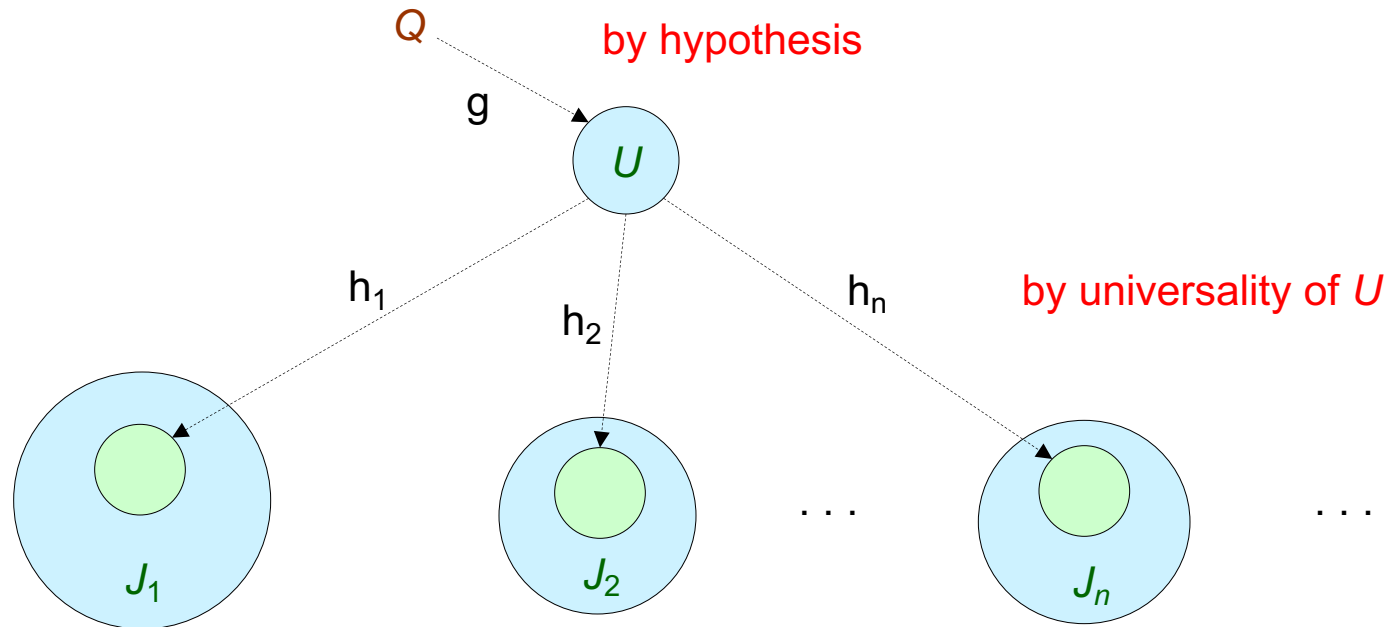 Q
by hypothesis
g
U
h₁
h₂
hₙ
by universality of U
. . .
. . .
J₁
J₂
Jₙ